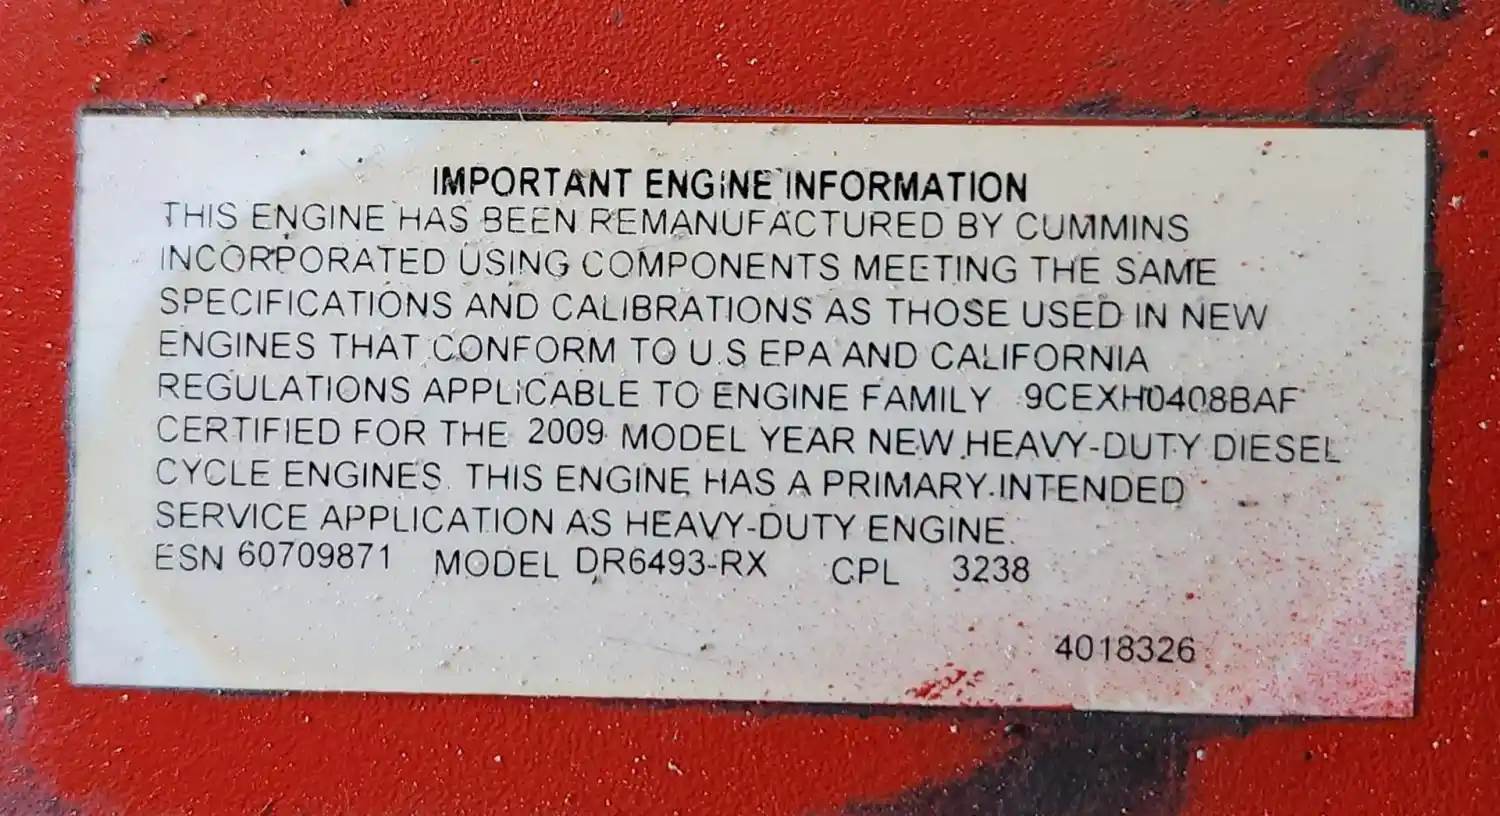 IMPORTANT ENGINE INFORMATION
THIS ENGINE HAS BEEN REMANUFACTURED BY CUMMINS
INCORPORATED USING COMPONENTS MEETING THE SAME
SPECIFICATIONS AND CALIBRATIONS AS THOSE USED IN NEW
ENGINES THAT CONFORM TO U.S EPA AND CALIFORNIA
REGULATIONS APPLICABLE TO ENGINE FAMILY 9CEXH0408BAF
CERTIFIED FOR THE 2009 MODEL YEAR NEW HEAVY-DUTY DIESEL
CYCLE ENGINES. THIS ENGINE HAS A PRIMARY INTENDED
SERVICE APPLICATION AS HEAVY-DUTY ENGINE.
ESN 60709871 MODEL DR6493-RX CPL 3238
4018326